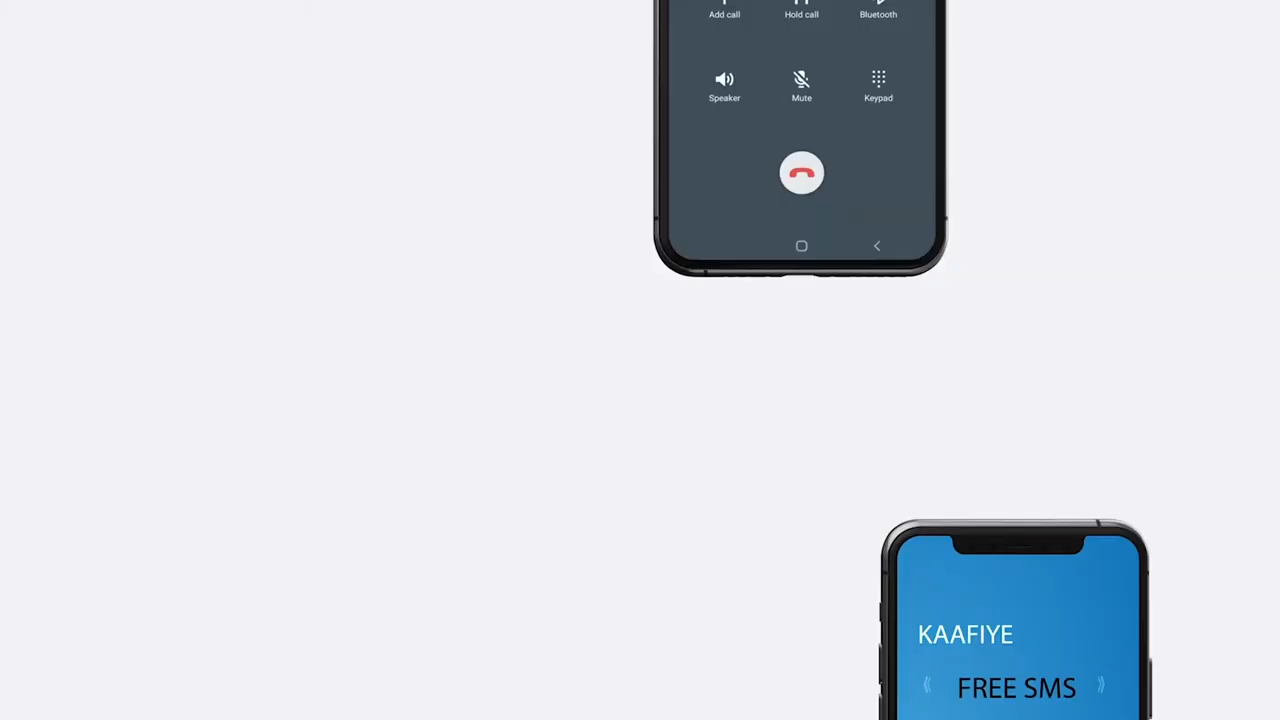 Add call Hold call Bluetooth
Speaker Mute Keypad
KAAFIYE
FREE SMS